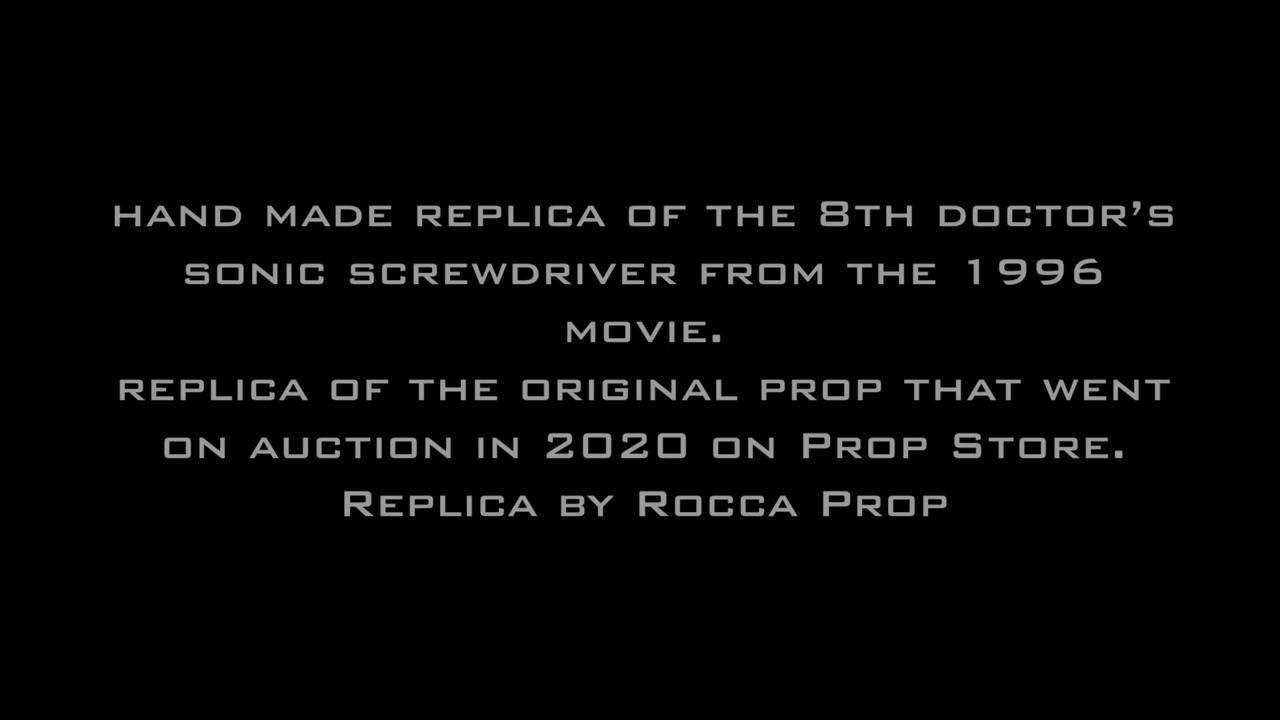 hand made replica of the 8th doctor’s
sonic screwdriver from the 1996
movie.
replica of the original prop that went
on auction in 2020 on Prop Store.
Replica by Rocca Prop